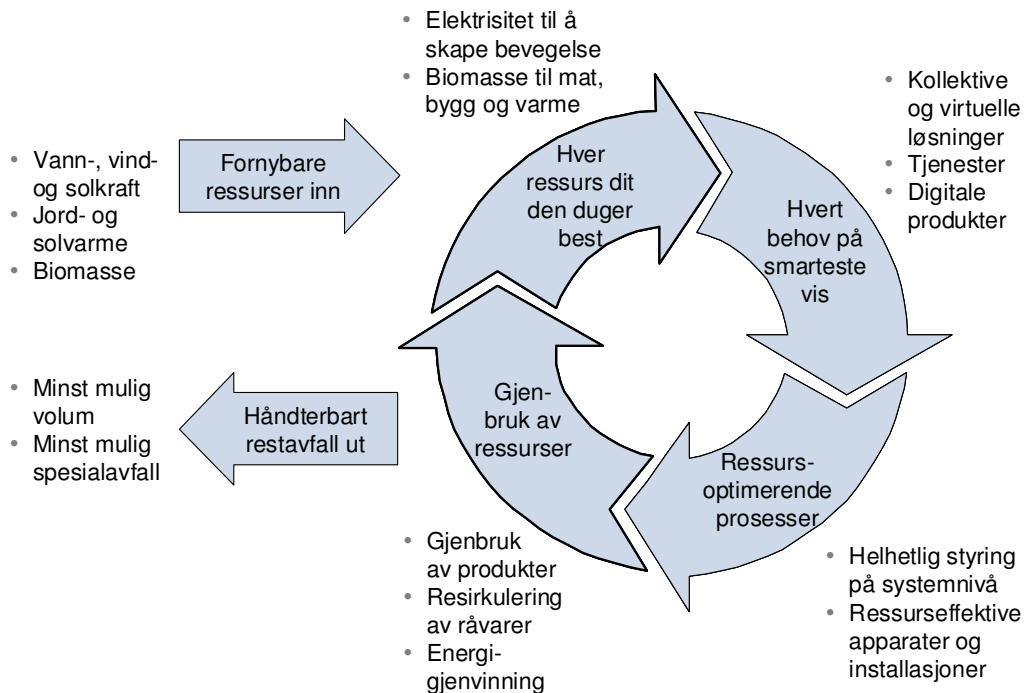 • Elektrisitet til å
skape bevegelse
• Biomasse til mat,
bygg og varme
• Kollektive
og virtuelle
løsninger
• Tjenester
• Digitale
produkter
• Vann-, vind-
og solkraft
• Jord- og
solvarme
• Biomasse
Fornybare
ressurser inn
Hver
ressurs dit
den duger
best
Hvert
behov på
smarteste
vis
• Minst mulig
volum
• Minst mulig
spesialavfall
Håndterbart
restavfall ut
Gjen-
bruk av
ressurser
Ressurs-
optimerende
prosesser
• Gjenbruk
av produkter
• Resirkulering
av råvarer
• Energi-
gjenvinning
• Helhetlig styring
på systemnivå
• Ressurseffektive
apparater og
installasjoner